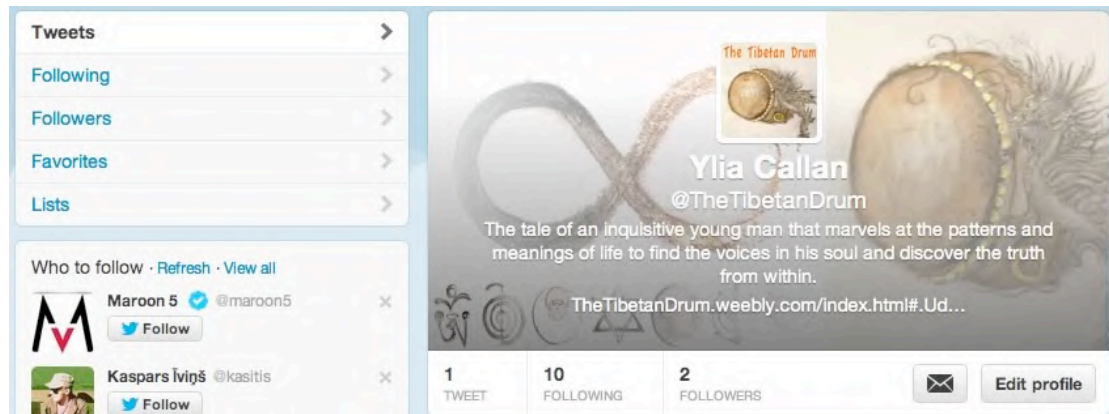 Tweets
Following
Followers
Favorites
Lists
Who to follow · Refresh · View all
Maroon 5 @maroon5
Follow
Kaspars Īviņš @kasitis
Follow
The Tibetan Drum
Ylia Callan
@TheTibetanDrum
The tale of an inquisitive young man that marvels at the patterns and
meanings of life to find the voices in his soul and discover the truth
from within.
TheTibetanDrum.weebly.com/index.html#.Ud...
1
TWEET
10
FOLLOWING
2
FOLLOWERS
Edit profile